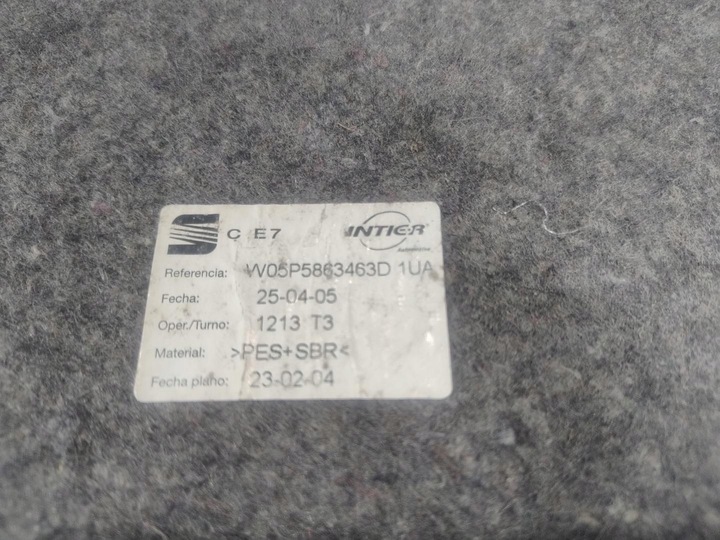 C E7 INTIER
Automotive
Referencia: W05P5863463D 1UA
Fecha: 25-04-05
Oper./Turno: 1213 T3
Material: >PES+SBR<
Fecha plano: 23-02-04